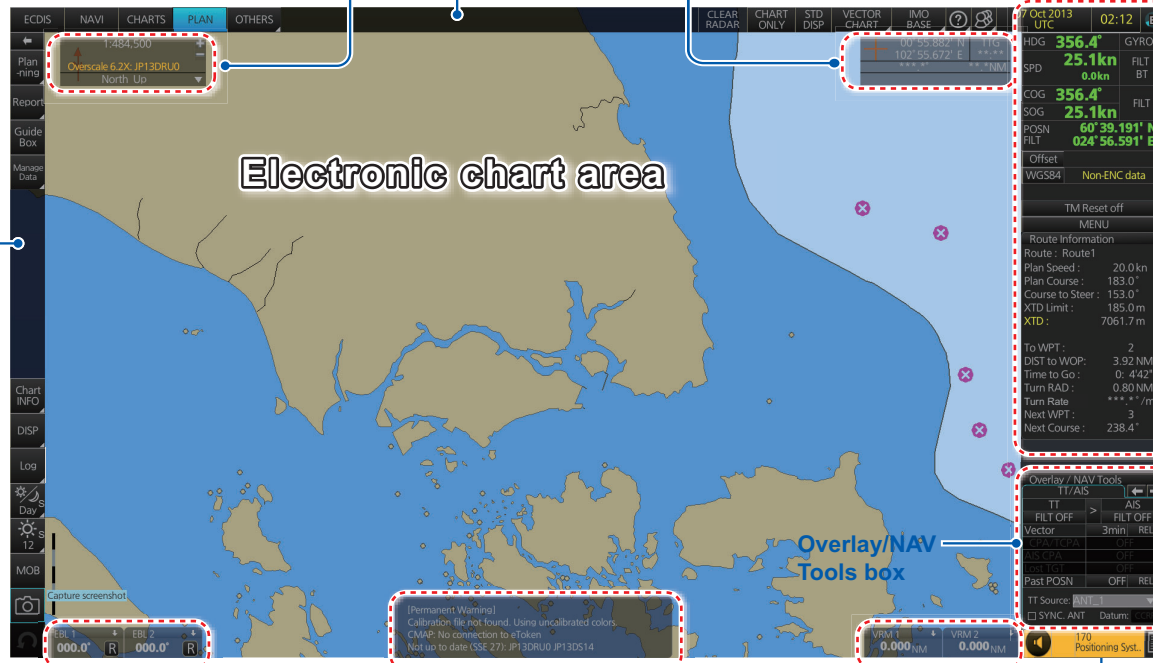 ECDIS NAVI CHARTS PLAN OTHERS
CLEAR RADAR
CHART ONLY
STD DISP
VECTOR CHART
IMO BASE
?
7 Oct 2013
UTC
02:12
Plan
-ning
Report
Guide
Box
Manage
Data
Chart
INFO
DISP
Log
Day S
S
12
MOB
Capture screenshot
1:484,500 +
Overscale 6.2X: JP13DRU0 −
North Up
00°55.882' N TTG
102°55.672' E **:**
***.*° **.*NM
Electronic chart area
HDG 356.4° GYRO
SPD 25.1kn FILT
0.0kn BT
COG 356.4°
FILT
SOG 25.1kn
POSN 60°39.191' N
FILT 024°56.591' E
Offset
WGS84 Non-ENC data
TM Reset off
MENU
Route Information
Route : Route1
Plan Speed : 20.0 kn
Plan Course : 183.0°
Course to Steer : 153.0°
XTD Limit : 185.0 m
XTD : 7061.7 m
To WPT : 2
DIST to WOP: 3.92 NM
Time to Go : 0: 4'42"
Turn RAD : 0.80 NM
Turn Rate ***.*°/m
Next WPT : 3
Next Course : 238.4°
Overlay / NAV Tools
TT/AIS
TT > AIS
FILT OFF FILT OFF
Vector 3min REL
CPA/TCPA OFF
AIS CPA OFF
Lost TGT OFF
Past POSN OFF REL
TT Source: ANT_1
SYNC. ANT Datum:
Overlay/NAV
Tools box
EBL 1 EBL 2
000.0° R 000.0° R
[Permanent Warning]
Calibration file not found. Using uncalibrated colors.
CMAP: No connection to eToken
Not up to date (SSE 27): JP13DRU0 JP13DS14
VRM 1 VRM 2
0.000 NM 0.000 NM
170
Positioning Syst..